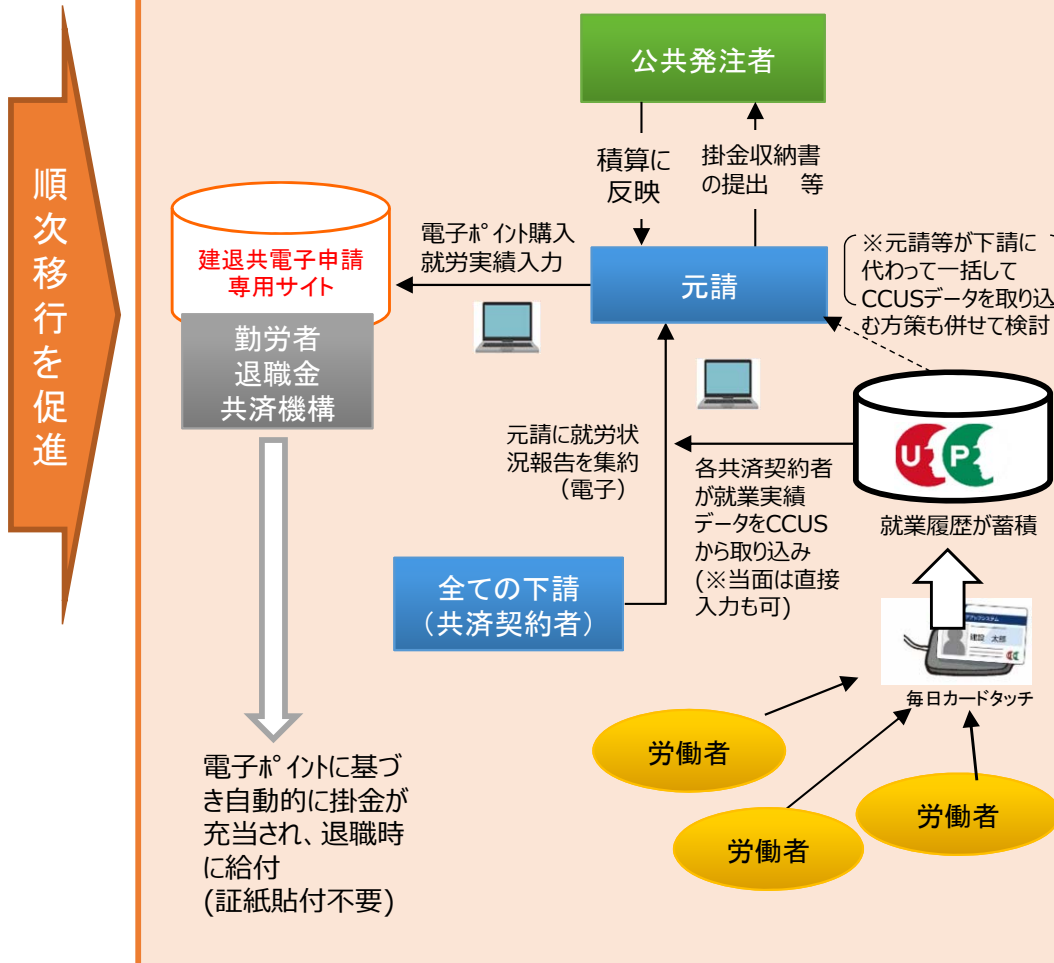 順次移行を促進
公共発注者
積算に
反映
掛金収納書
の提出 等
電子ﾎﾟｲﾝﾄ購入
就労実績入力
建退共電子申請
専用サイト
勤労者
退職金
共済機構
元請
※元請等が下請に
代わって一括して
CCUSデータを取り込
む方策も併せて検討
元請に就労状
況報告を集約
(電子)
各共済契約者
が就業実績
データをCCUS
から取り込み
(※当面は直接
入力も可)
就業履歴が蓄積
全ての下請
(共済契約者)
建設 太郎
毎日カードタッチ
労働者
労働者
労働者
電子ﾎﾟｲﾝﾄに基づ
き自動的に掛金が
充当され、退職時
に給付
(証紙貼付不要)